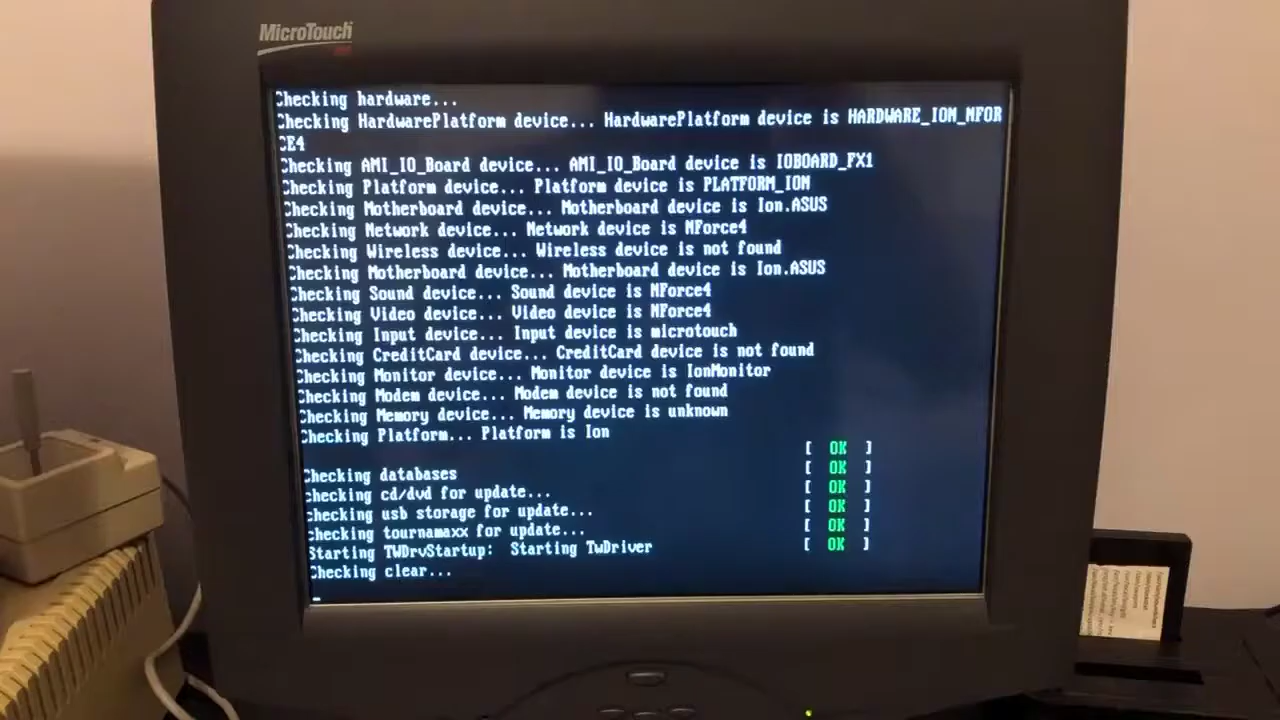 MicroTouch
Checking hardware...
Checking HardwarePlatform device... HardwarePlatform device is HARDWARE_ION_NFOR
CE4
Checking AMI_IO_Board device... AMI_IO_Board device is IOBOARD_FX1
Checking Platform device... Platform device is PLATFORM_ION
Checking Motherboard device... Motherboard device is Ion.ASUS
Checking Network device... Network device is NForce4
Checking Wireless device... Wireless device is not found
Checking Motherboard device... Motherboard device is Ion.ASUS
Checking Sound device... Sound device is NForce4
Checking Video device... Video device is NForce4
Checking Input device... Input device is microtouch
Checking CreditCard device... CreditCard device is not found
Checking Monitor device... Monitor device is IonMonitor
Checking Modem device... Modem device is not found
Checking Memory device... Memory device is unknown
Checking Platform... Platform is Ion
[ OK ]
Checking databases [ OK ]
checking cd/dvd for update... [ OK ]
checking usb storage for update... [ OK ]
checking tournamaxx for update... [ OK ]
Starting TWDrvStartup: Starting TwDriver [ OK ]
Checking clear...